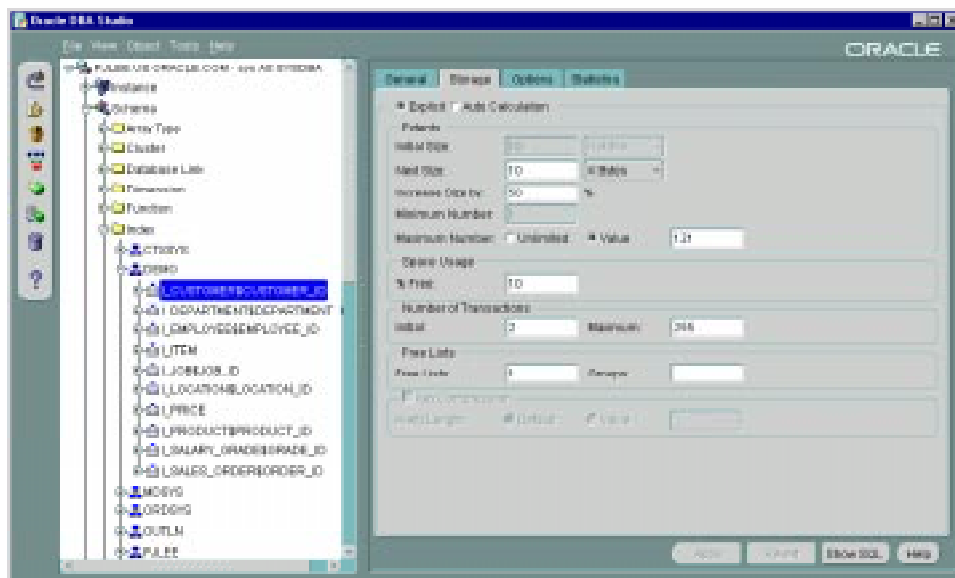 Oracle DBA Studio
File View Object Tools Help
ORACLE
Instance
Schema
Array Type
Cluster
Database Link
Dimension
Function
Index
CTXSYS
DEMO
I_CUSTOMER$CUSTOMER_ID
I_DEPARTMENT$DEPARTMENT
I_EMPLOYEE$EMPLOYEE_ID
I_ITEM
I_JOB$JOB_ID
I_LOCATION$LOCATION_ID
I_PRICE
I_PRODUCT$PRODUCT_ID
I_SALARY_GRADE$GRADE_ID
I_SALES_ORDER$ORDER_ID
MDSYS
ORDSYS
OUTLN
General Storage Options Statistics
Explicit Auto Calculation
Extents
Initial Size:
Next Size: 10 K Bytes
Increase Size by: 50 %
Minimum Number:
Maximum Number: Unlimited Value 121
Space Usage
% Free: 10
Number of Transactions
Initial: 2 Maximum: 255
Free Lists
Free Lists: 1 Groups:
Show SQL Help